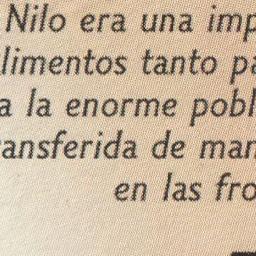 Nilo era una imp
limentos tanto pa
a la enorme pobl
ansferida de man
en las fro